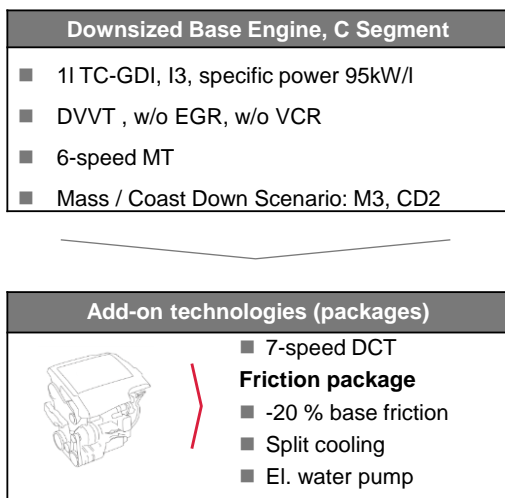 Downsized Base Engine, C Segment
1l TC-GDI, I3, specific power 95kW/l
DVVT , w/o EGR, w/o VCR
6-speed MT
Mass / Coast Down Scenario: M3, CD2
Add-on technologies (packages)
7-speed DCT
Friction package
-20 % base friction
Split cooling
El. water pump